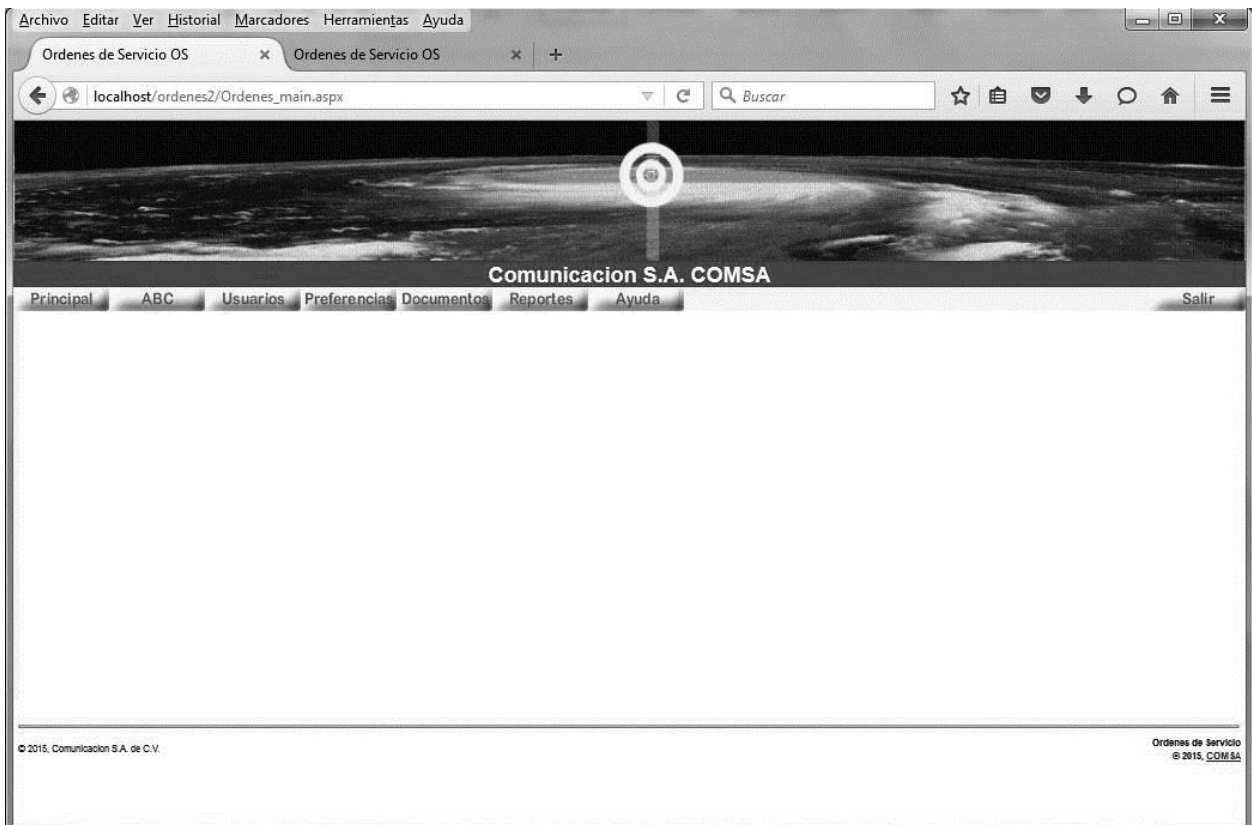 Archivo Editar Ver Historial Marcadores Herramientas Ayuda
Ordenes de Servicio OS Ordenes de Servicio OS
localhost/ordenes2/Ordenes_main.aspx Buscar
Comunicacion S.A. COMSA
Principal ABC Usuarios Preferencias Documentos Reportes Ayuda Salir
© 2015, Comunicacion S.A. de C.V.
Ordenes de Servicio
© 2015, COMSA